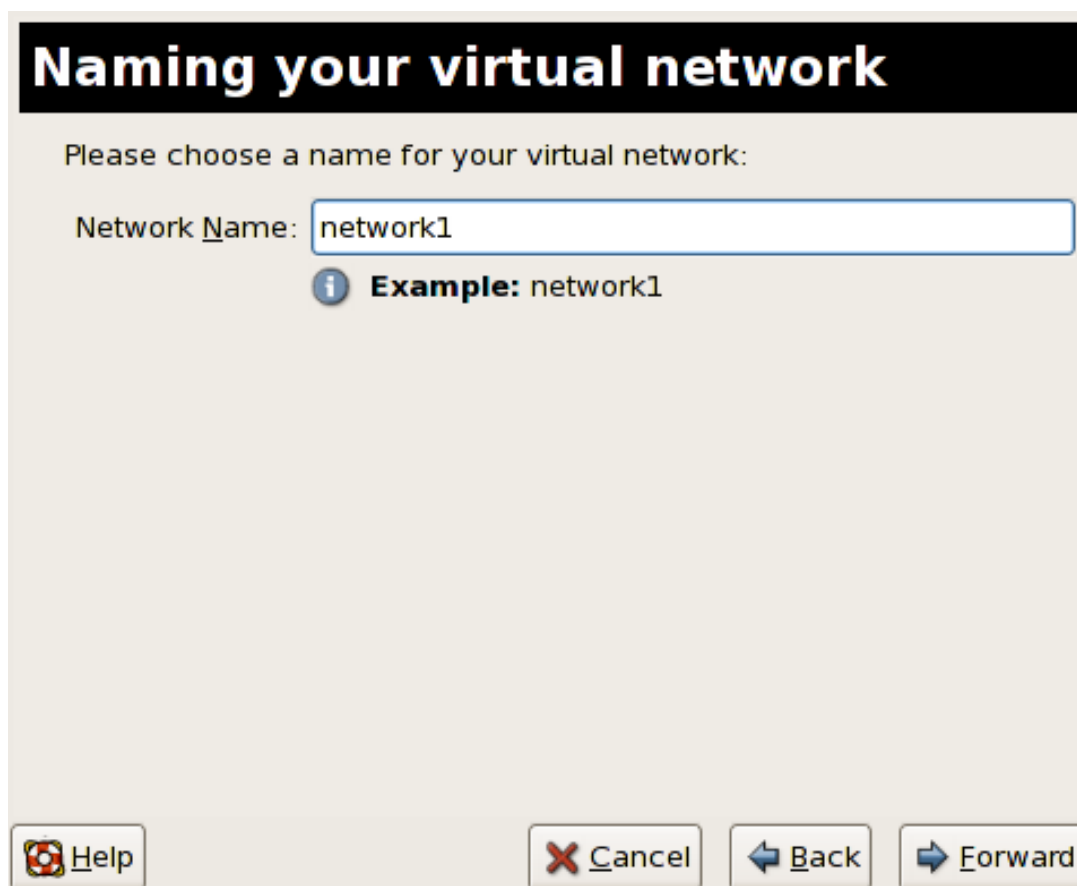 Naming your virtual network
Please choose a name for your virtual network:
Network Name: network1
Example: network1
Help Cancel Back Forward